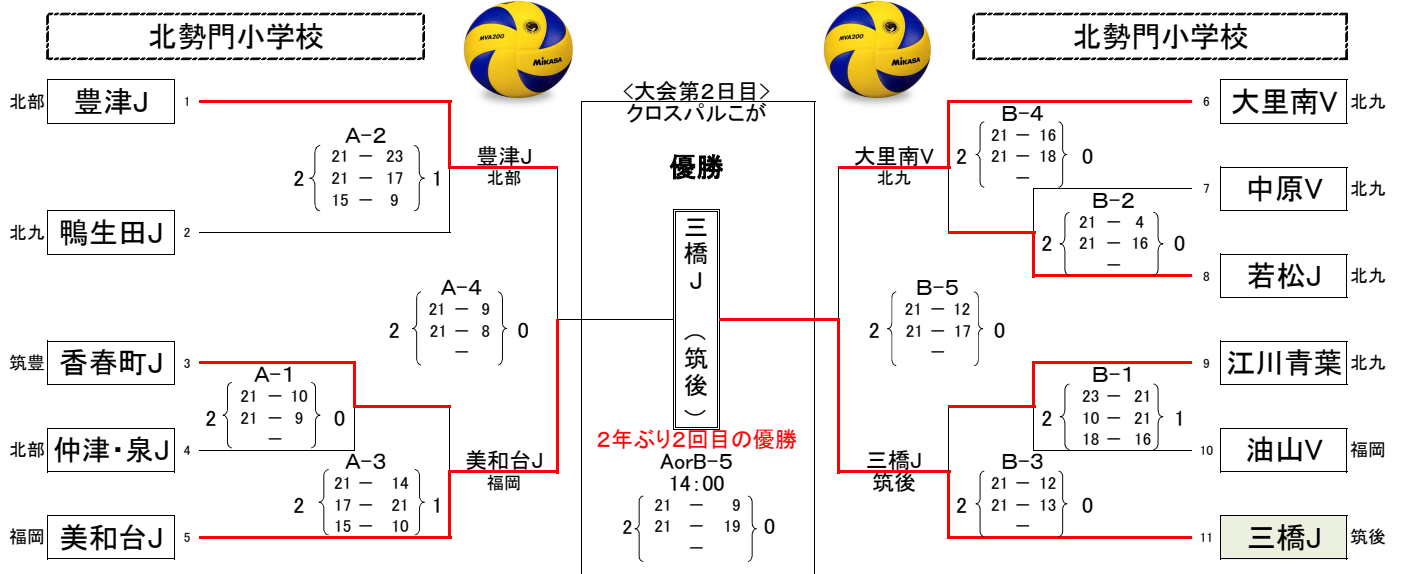 北勢門小学校
MVA200
MIKASA
MVA200
MIKASA
北勢門小学校
<大会第2日目>
クロスパルこが
優勝
三橋J (筑後)
2年ぶり2回目の優勝
AorB-5
14:00
2 21 - 9 0
21 - 19
-
北部 豊津J 1
A-2
21 - 23
2 21 - 17 1
15 - 9
豊津J
北部
北九 鴨生田J 2
A-4
21 - 9
2 21 - 8 0
-
筑豊 香春町J 3
A-1
21 - 10
2 21 - 9 0
-
北部 仲津・泉J 4
A-3
21 - 14
2 17 - 21 1
15 - 10
美和台J
福岡
福岡 美和台J 5
6 大里南V 北九
B-4
21 - 16
2 21 - 18 0
-
大里南V
北九
7 中原V 北九
B-2
21 - 4
2 21 - 16 0
-
8 若松J 北九
B-5
21 - 12
2 21 - 17 0
-
9 江川青葉 北九
B-1
23 - 21
2 10 - 21 1
18 - 16
10 油山V 福岡
三橋J
筑後
B-3
21 - 12
2 21 - 13 0
-
11 三橋J 筑後